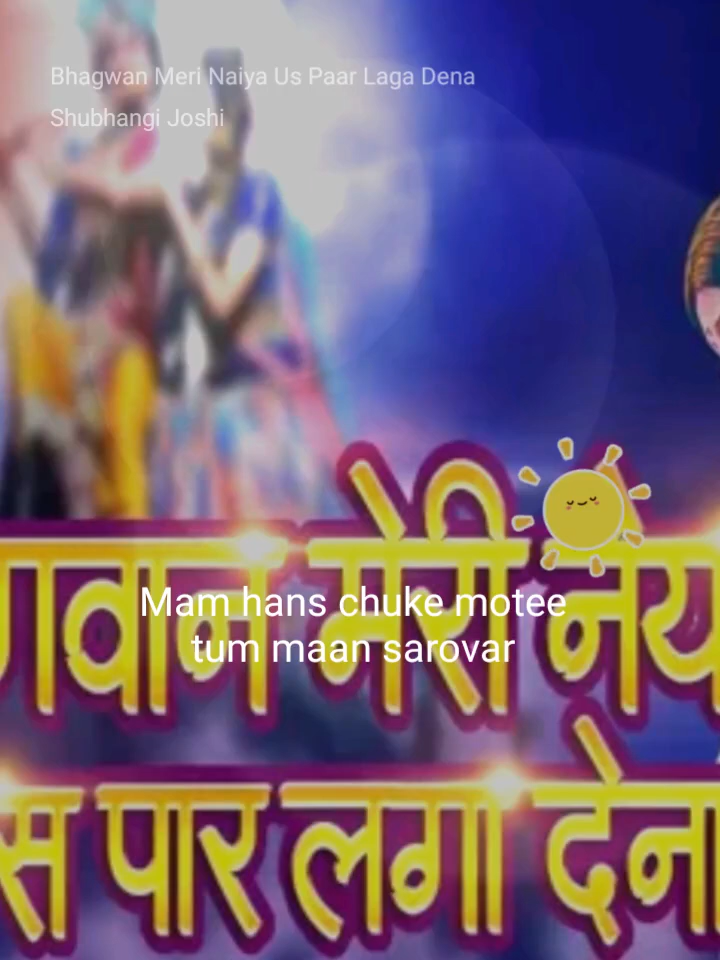 Bhagwan Meri Naiya Us Paar Laga Dena
Shubhangi Joshi
Mam hans chuke motee
tum maan sarovar
मेरी
पार लगा देना